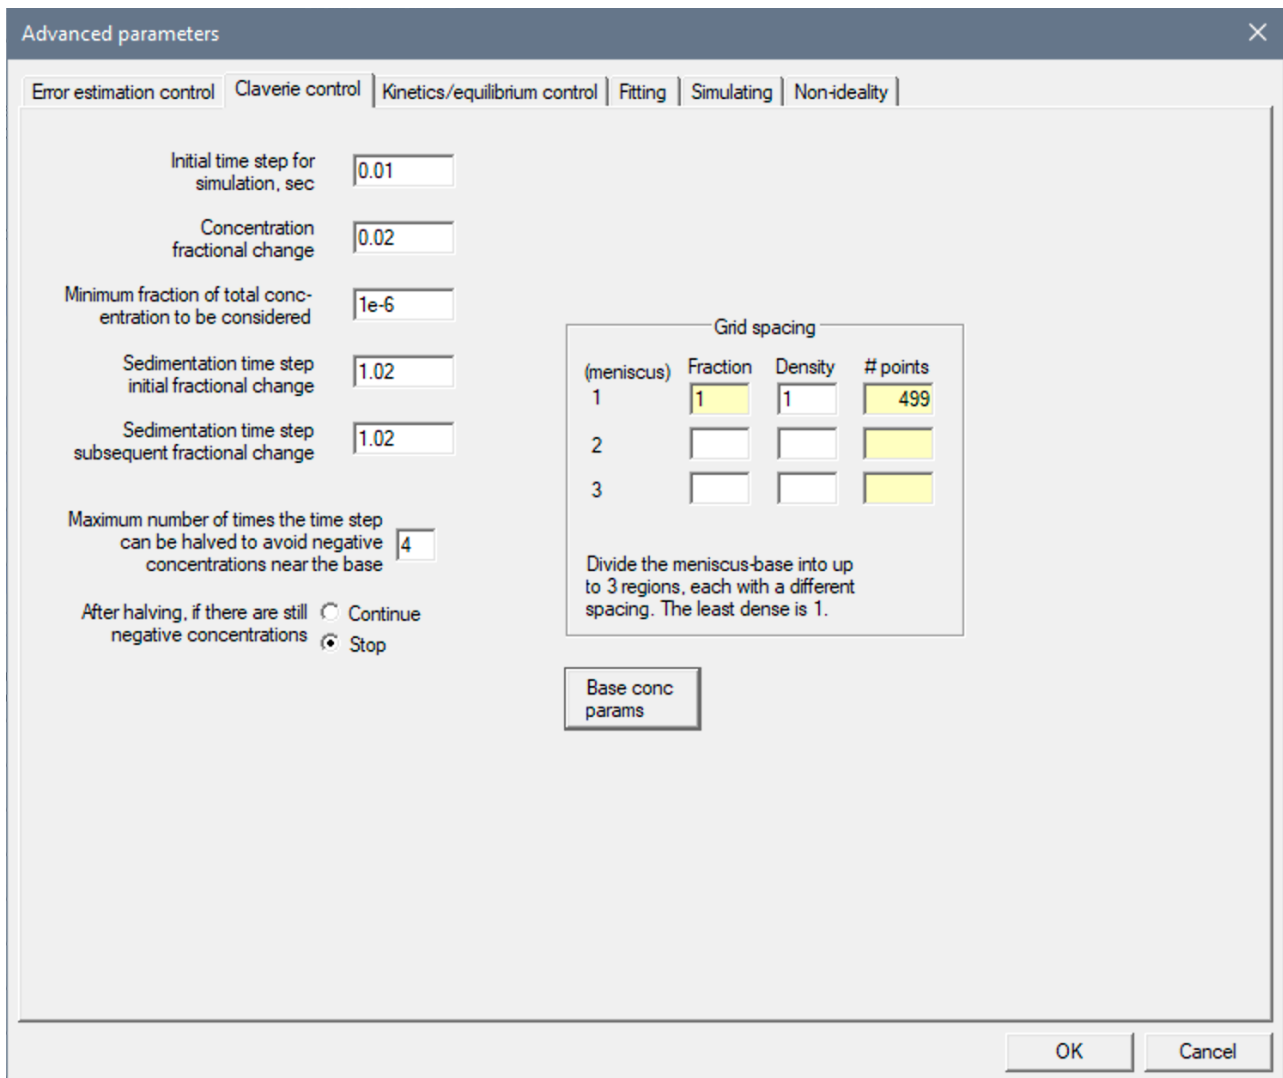 Advanced parameters
Error estimation control Claverie control Kinetics/equilibrium control Fitting Simulating Non-ideality
Initial time step for
simulation, sec
0.01
Concentration
fractional change
0.02
Minimum fraction of total conc-
entration to be considered
1e-6
Sedimentation time step
initial fractional change
1.02
Sedimentation time step
subsequent fractional change
1.02
Maximum number of times the time step
can be halved to avoid negative
concentrations near the base
4
After halving, if there are still
negative concentrations
Continue
Stop
Grid spacing
(meniscus) Fraction Density # points
1 1 1 499
2
3
Divide the meniscus-base into up
to 3 regions, each with a different
spacing. The least dense is 1.
Base conc
params
OK Cancel